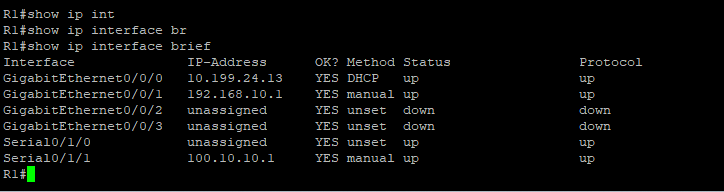 R1#show ip int
R1#show ip interface br
R1#show ip interface brief
Interface IP-Address OK? Method Status Protocol
GigabitEthernet0/0/0 10.199.24.13 YES DHCP up up
GigabitEthernet0/0/1 192.168.10.1 YES manual up up
GigabitEthernet0/0/2 unassigned YES unset down down
GigabitEthernet0/0/3 unassigned YES unset down down
Serial0/1/0 unassigned YES unset up up
Serial0/1/1 100.10.10.1 YES manual up up
R1#